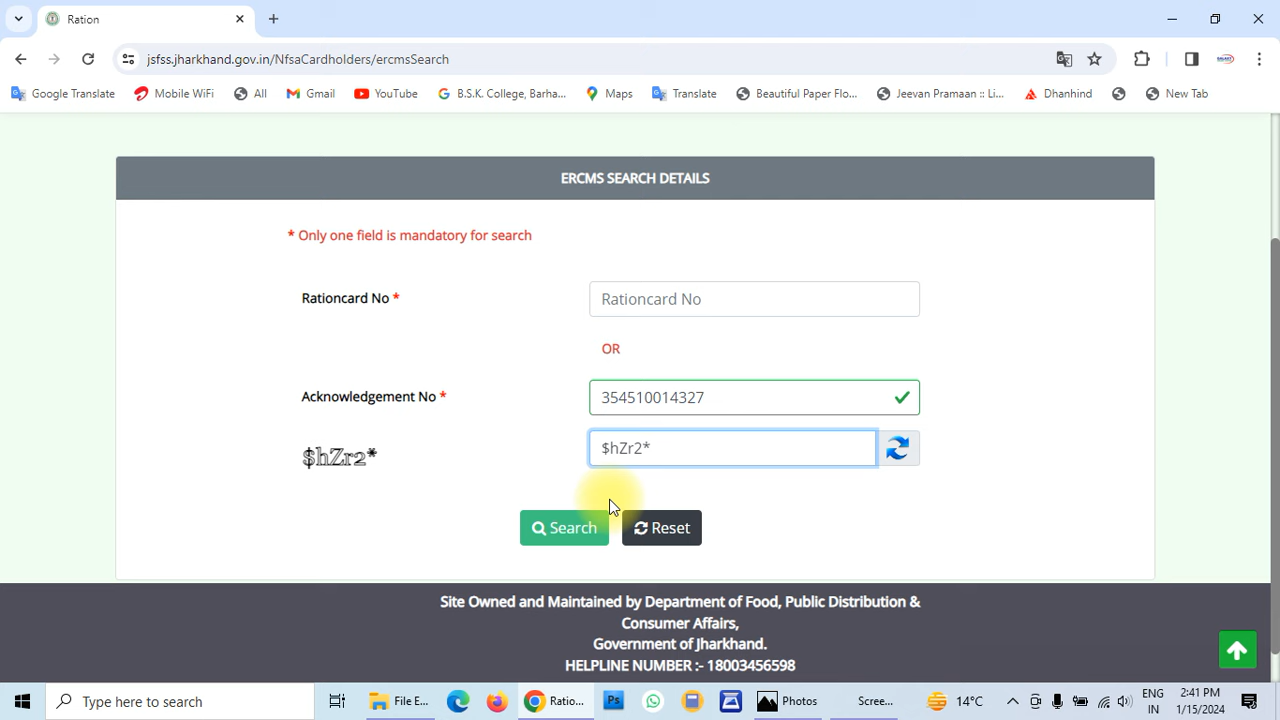 Ration
jsfss.jharkhand.gov.in/NfsaCardholders/ercmsSearch
Google Translate Mobile WiFi All Gmail YouTube B.S.K. College, Barha... Maps Translate Beautiful Paper Flo... Jeevan Pramaan :: Li... Dhanhind New Tab
ERCMS SEARCH DETAILS
* Only one field is mandatory for search
Rationcard No * Rationcard No
OR
Acknowledgement No * 354510014327
$hZr2* $hZr2*
Search Reset
Site Owned and Maintained by Department of Food, Public Distribution &
Consumer Affairs,
Government of Jharkhand.
HELPLINE NUMBER :- 18003456598
Type here to search File E... Ratio... Ps Photos Scree... 14°C ENG 2:41 PM
IN 1/15/2024